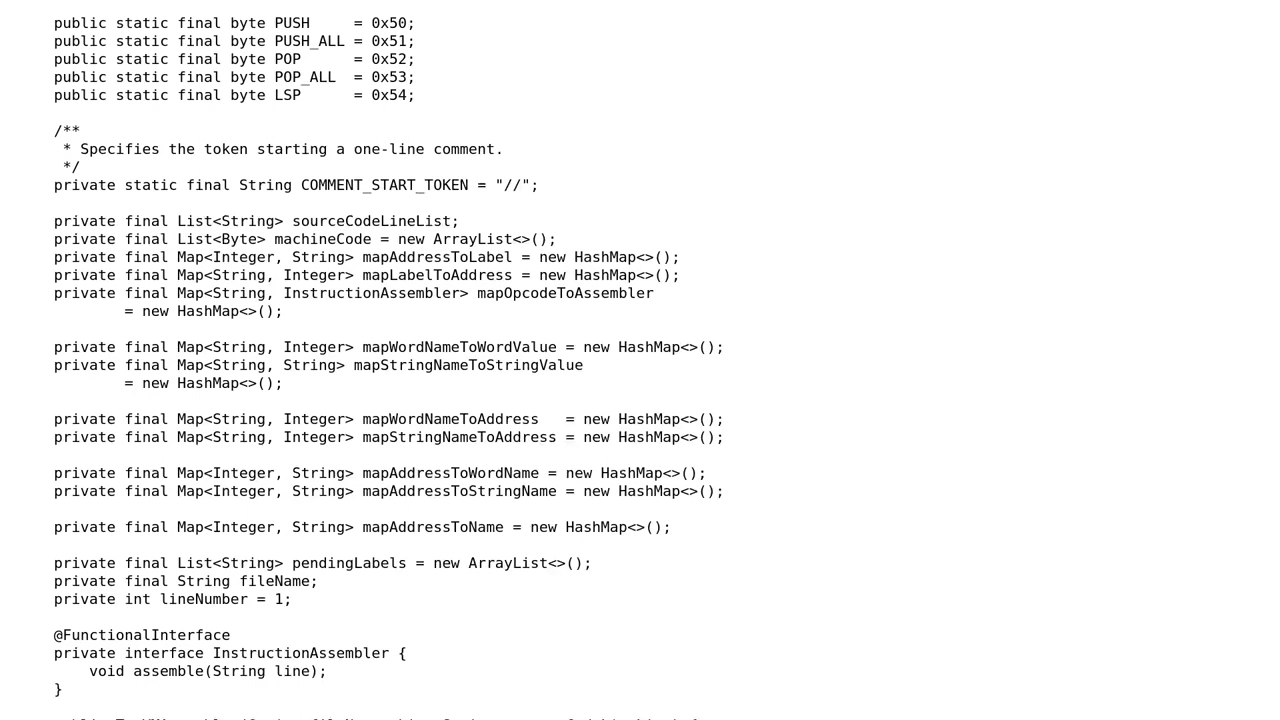 public static final byte PUSH     = 0x50;
public static final byte PUSH_ALL = 0x51;
public static final byte POP      = 0x52;
public static final byte POP_ALL  = 0x53;
public static final byte LSP      = 0x54;

/**
 * Specifies the token starting a one-line comment.
 */
private static final String COMMENT_START_TOKEN = "//";

private final List<String> sourceCodeLineList;
private final List<Byte> machineCode = new ArrayList<>();
private final Map<Integer, String> mapAddressToLabel = new HashMap<>();
private final Map<String, Integer> mapLabelToAddress = new HashMap<>();
private final Map<String, InstructionAssembler> mapOpcodeToAssembler
        = new HashMap<>();

private final Map<String, Integer> mapWordNameToWordValue = new HashMap<>();
private final Map<String, String> mapStringNameToStringValue
        = new HashMap<>();

private final Map<String, Integer> mapWordNameToAddress   = new HashMap<>();
private final Map<String, Integer> mapStringNameToAddress = new HashMap<>();

private final Map<Integer, String> mapAddressToWordName = new HashMap<>();
private final Map<Integer, String> mapAddressToStringName = new HashMap<>();

private final Map<Integer, String> mapAddressToName = new HashMap<>();

private final List<String> pendingLabels = new ArrayList<>();
private final String fileName;
private int lineNumber = 1;

@FunctionalInterface
private interface InstructionAssembler {
    void assemble(String line);
}